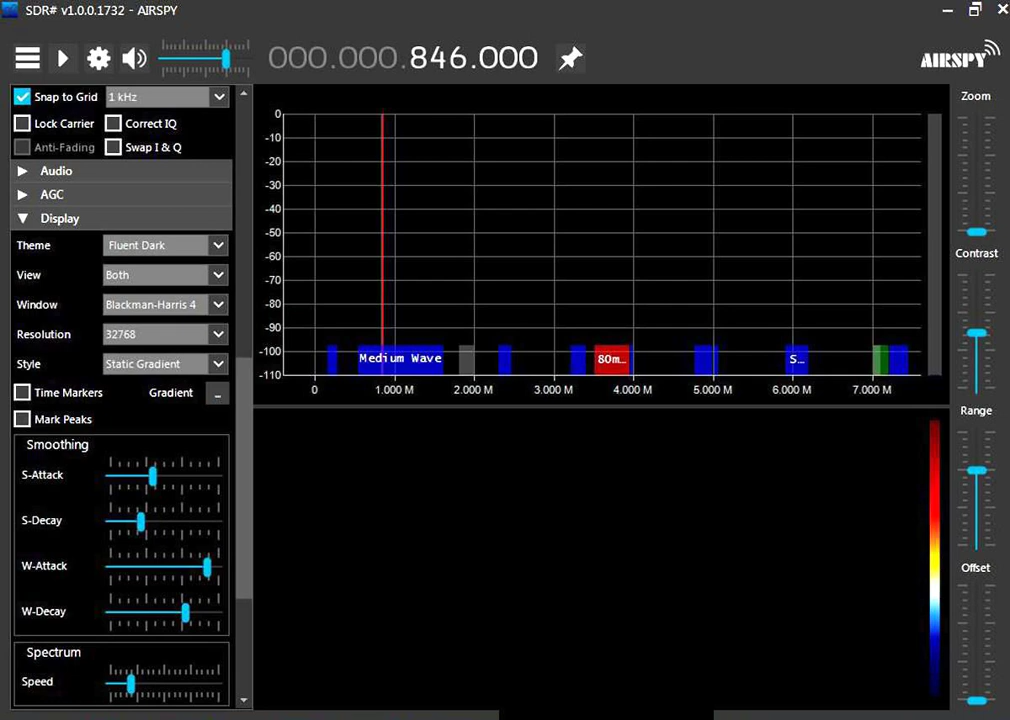 SDR# v1.0.0.1732 - AIRSPY
000.000.846.000
AIRSPY
Snap to Grid 1 kHz
Lock Carrier Correct IQ
Anti-Fading Swap I & Q
Audio
AGC
Display
Theme Fluent Dark
View Both
Window Blackman-Harris 4
Resolution 32768
Style Static Gradient
Time Markers Gradient ...
Mark Peaks
Smoothing
S-Attack
S-Decay
W-Attack
W-Decay
Spectrum
Speed
0
-10
-20
-30
-40
-50
-60
-70
-80
-90
-100
-110
Medium Wave 80m... S...
0 1.000 M 2.000 M 3.000 M 4.000 M 5.000 M 6.000 M 7.000 M
Zoom
Contrast
Range
Offset